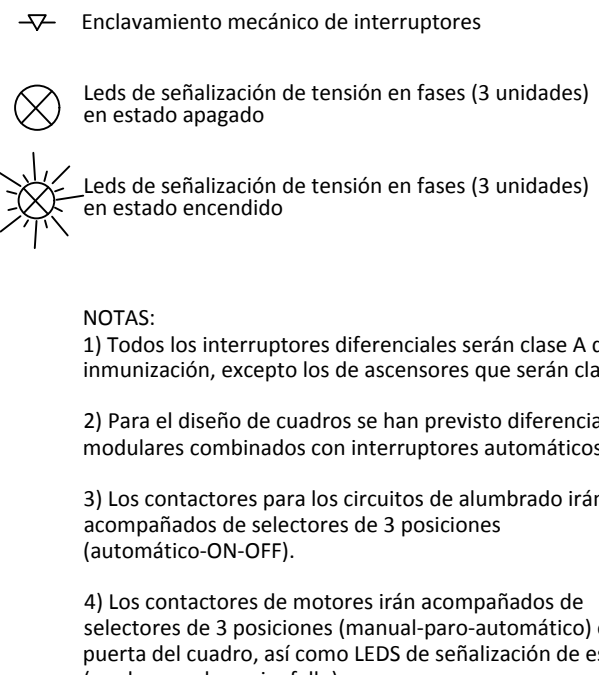 Enclavamiento mecánico de interruptores
Leds de señalización de tensión en fases (3 unidades)
en estado apagado
Leds de señalización de tensión en fases (3 unidades)
en estado encendido
NOTAS:
1) Todos los interruptores diferenciales serán clase A
inmunización, excepto los de ascensores que serán
2) Para el diseño de cuadros se han previsto
modulares combinados con interruptores automáticos
3) Los contactores para los circuitos de alumbrado irán
acompañados de selectores de 3 posiciones
(automático-ON-OFF).
4) Los contactores de motores irán acompañados de
selectores de 3 posiciones (manual-paro-automático)
puerta del cuadro, así como LEDS de señalización de